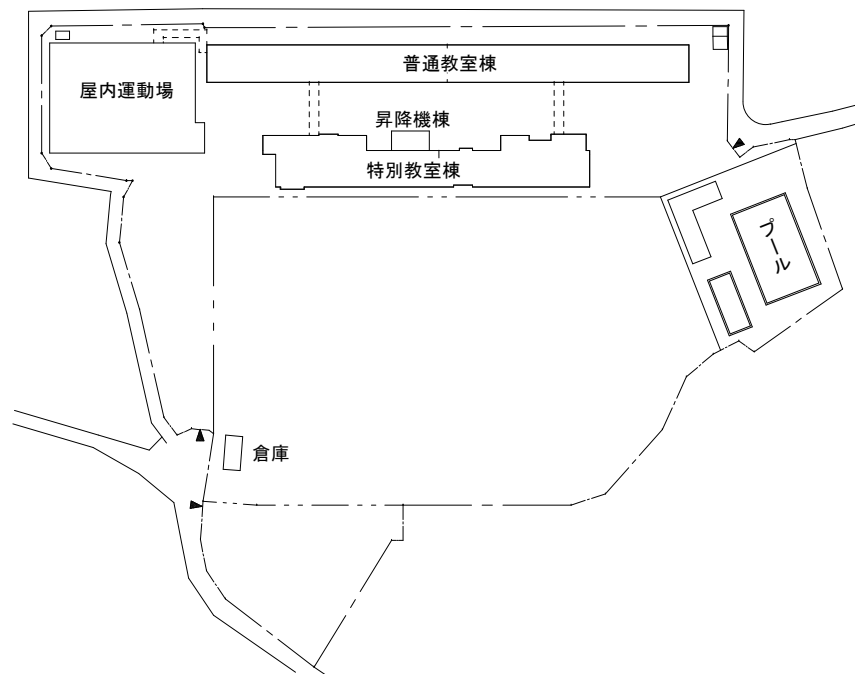 普通教室棟
屋内運動場
昇降機棟
特別教室棟
プール
倉庫